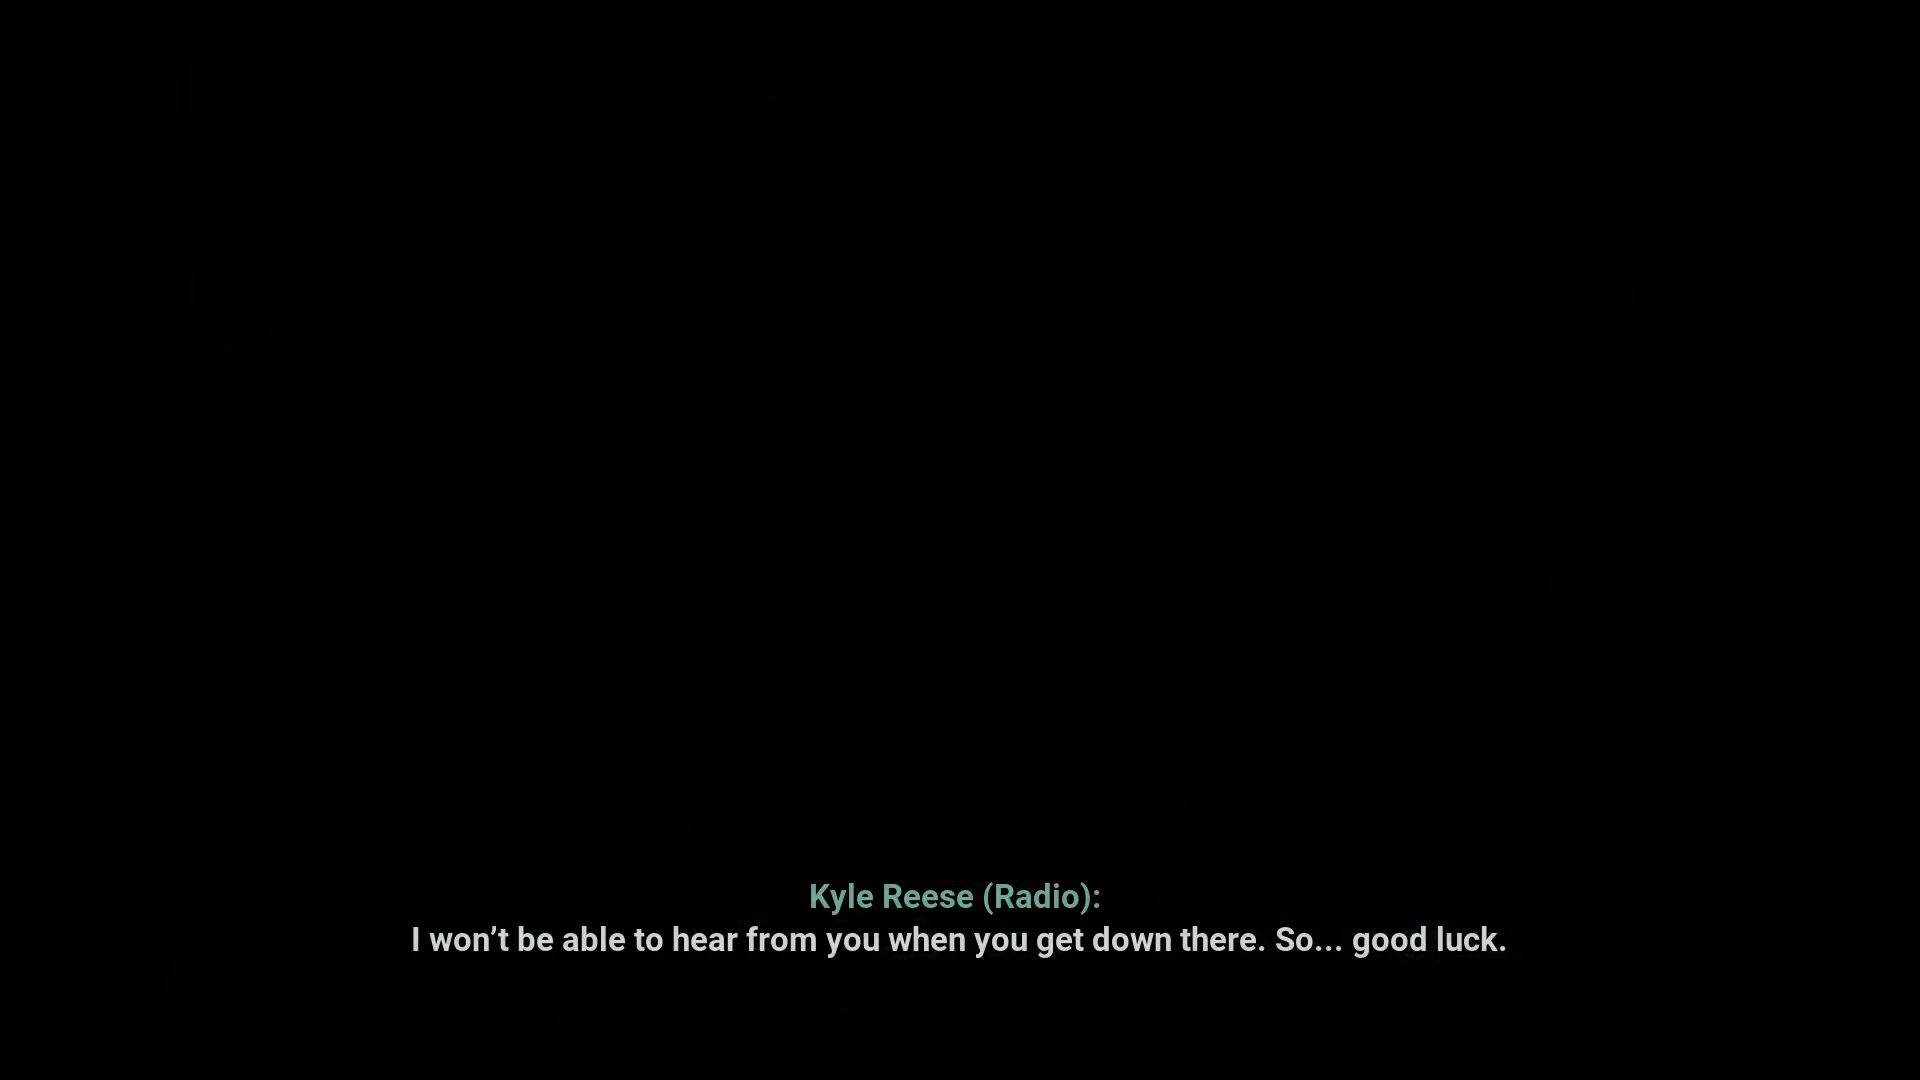 Kyle Reese (Radio):
I won’t be able to hear from you when you get down there. So... good luck.